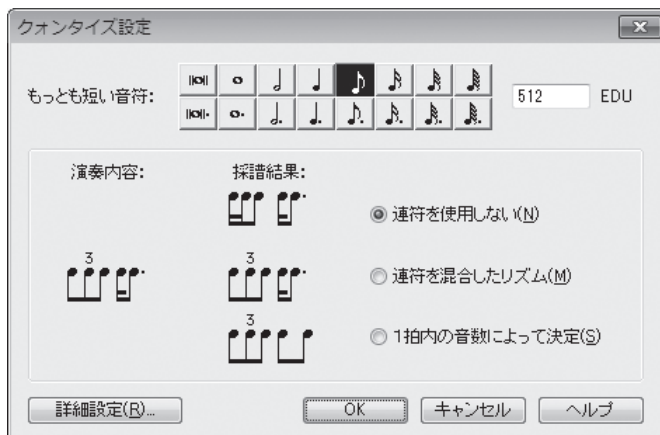 クォンタイズ設定
もっとも短い音符:
512 EDU
演奏内容: 採譜結果:
連符を使用しない(N)
3 3
連符を混合したリズム(M)
3
1拍内の音数によって決定(S)
詳細設定(R)... OK キャンセル ヘルプ